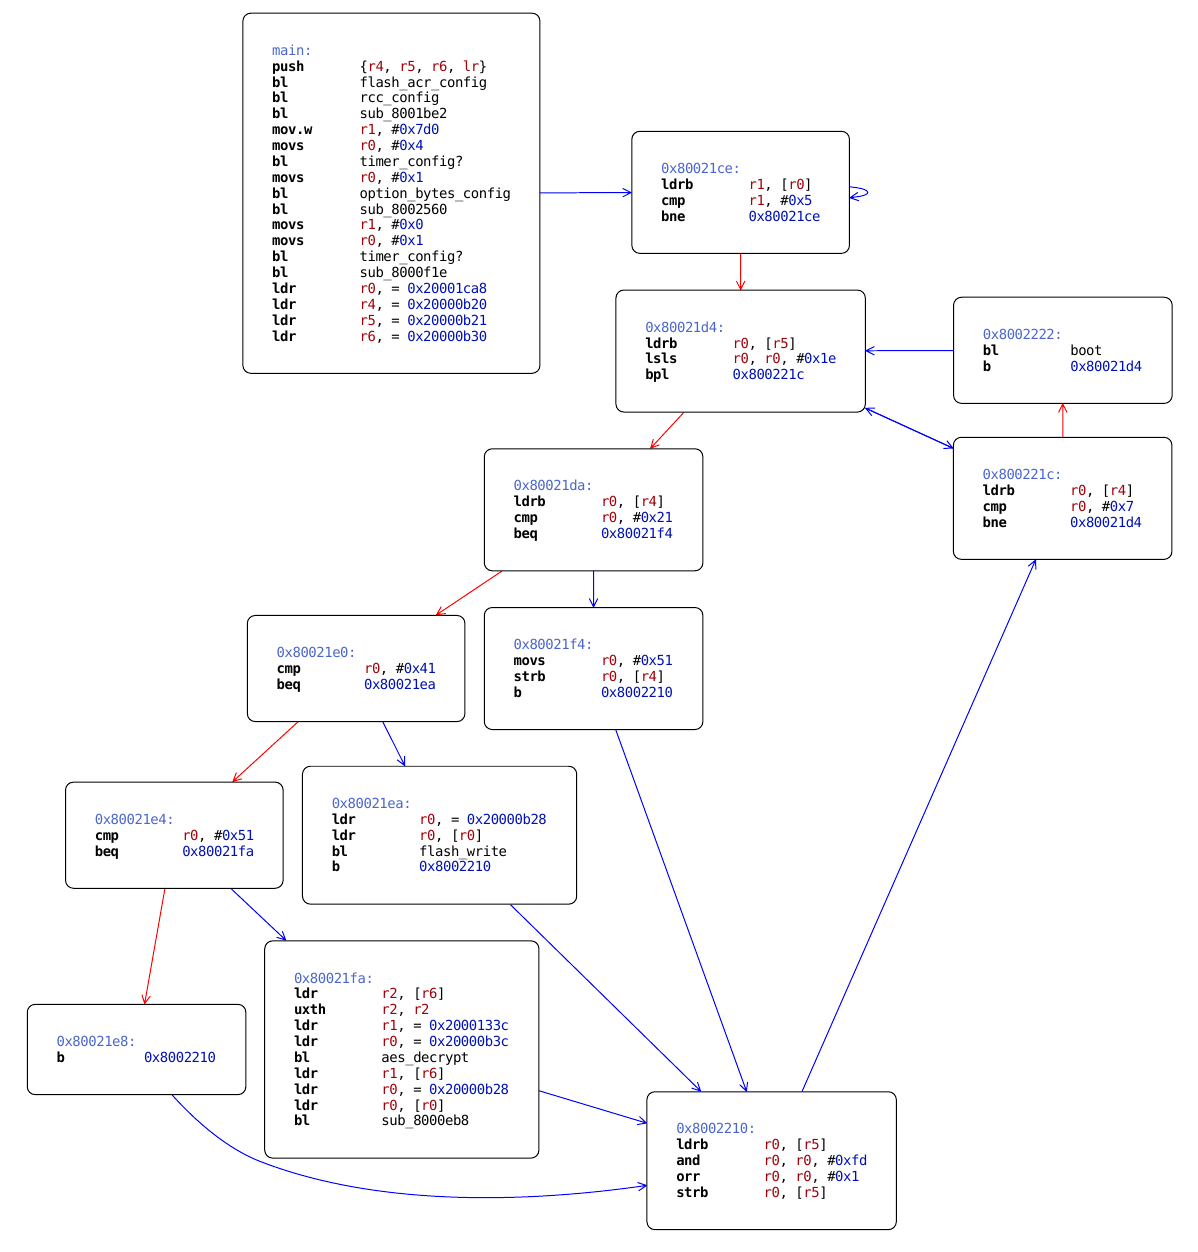 main:
push {r4, r5, r6, lr}
bl flash_acr_config
bl rcc_config
bl sub_8001be2
mov.w r1, #0x7d0
movs r0, #0x4
bl timer_config?
movs r0, #0x1
bl option_bytes_config
bl sub_8002560
movs r1, #0x0
movs r0, #0x1
bl timer_config?
bl sub_8000f1e
ldr r0, = 0x20001ca8
ldr r4, = 0x20000b20
ldr r5, = 0x20000b21
ldr r6, = 0x20000b30
0x80021ce:
ldrb r1, [r0]
cmp r1, #0x5
bne 0x80021ce
0x80021d4:
ldrb r0, [r5]
lsls r0, r0, #0x1e
bpl 0x800221c
0x8002222:
bl boot
b 0x80021d4
0x800221c:
ldrb r0, [r4]
cmp r0, #0x7
bne 0x80021d4
0x80021da:
ldrb r0, [r4]
cmp r0, #0x21
beq 0x80021f4
0x80021e0:
cmp r0, #0x41
beq 0x80021ea
0x80021f4:
movs r0, #0x51
strb r0, [r4]
b 0x8002210
0x80021e4:
cmp r0, #0x51
beq 0x80021fa
0x80021ea:
ldr r0, = 0x20000b28
ldr r0, [r0]
bl flash_write
b 0x8002210
0x80021fa:
ldr r2, [r6]
uxth r2, r2
ldr r1, = 0x2000133c
ldr r0, = 0x20000b3c
bl aes_decrypt
ldr r1, [r6]
ldr r0, = 0x20000b28
ldr r0, [r0]
bl sub_8000eb8
0x80021e8:
b 0x8002210
0x8002210:
ldrb r0, [r5]
and r0, r0, #0xfd
orr r0, r0, #0x1
strb r0, [r5]